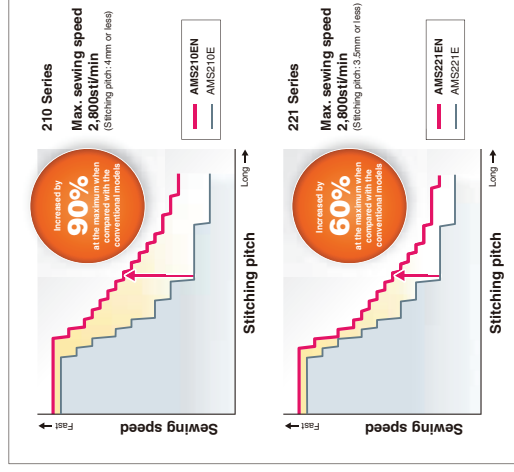 210 Series
Max. sewing speed
2,800sti/min
(Stitching pitch: 4mm or less)
AMS210EN
AMS210E
Increased by
90%
at the maximum when
compared with the
conventional models
Fast
Sewing speed
Stitching pitch
Long
221 Series
Max. sewing speed
2,800sti/min
(Stitching pitch: 3.5mm or less)
AMS221EN
AMS221E
Increased by
60%
at the maximum when
compared with the
conventional models
Fast
Sewing speed
Stitching pitch
Long